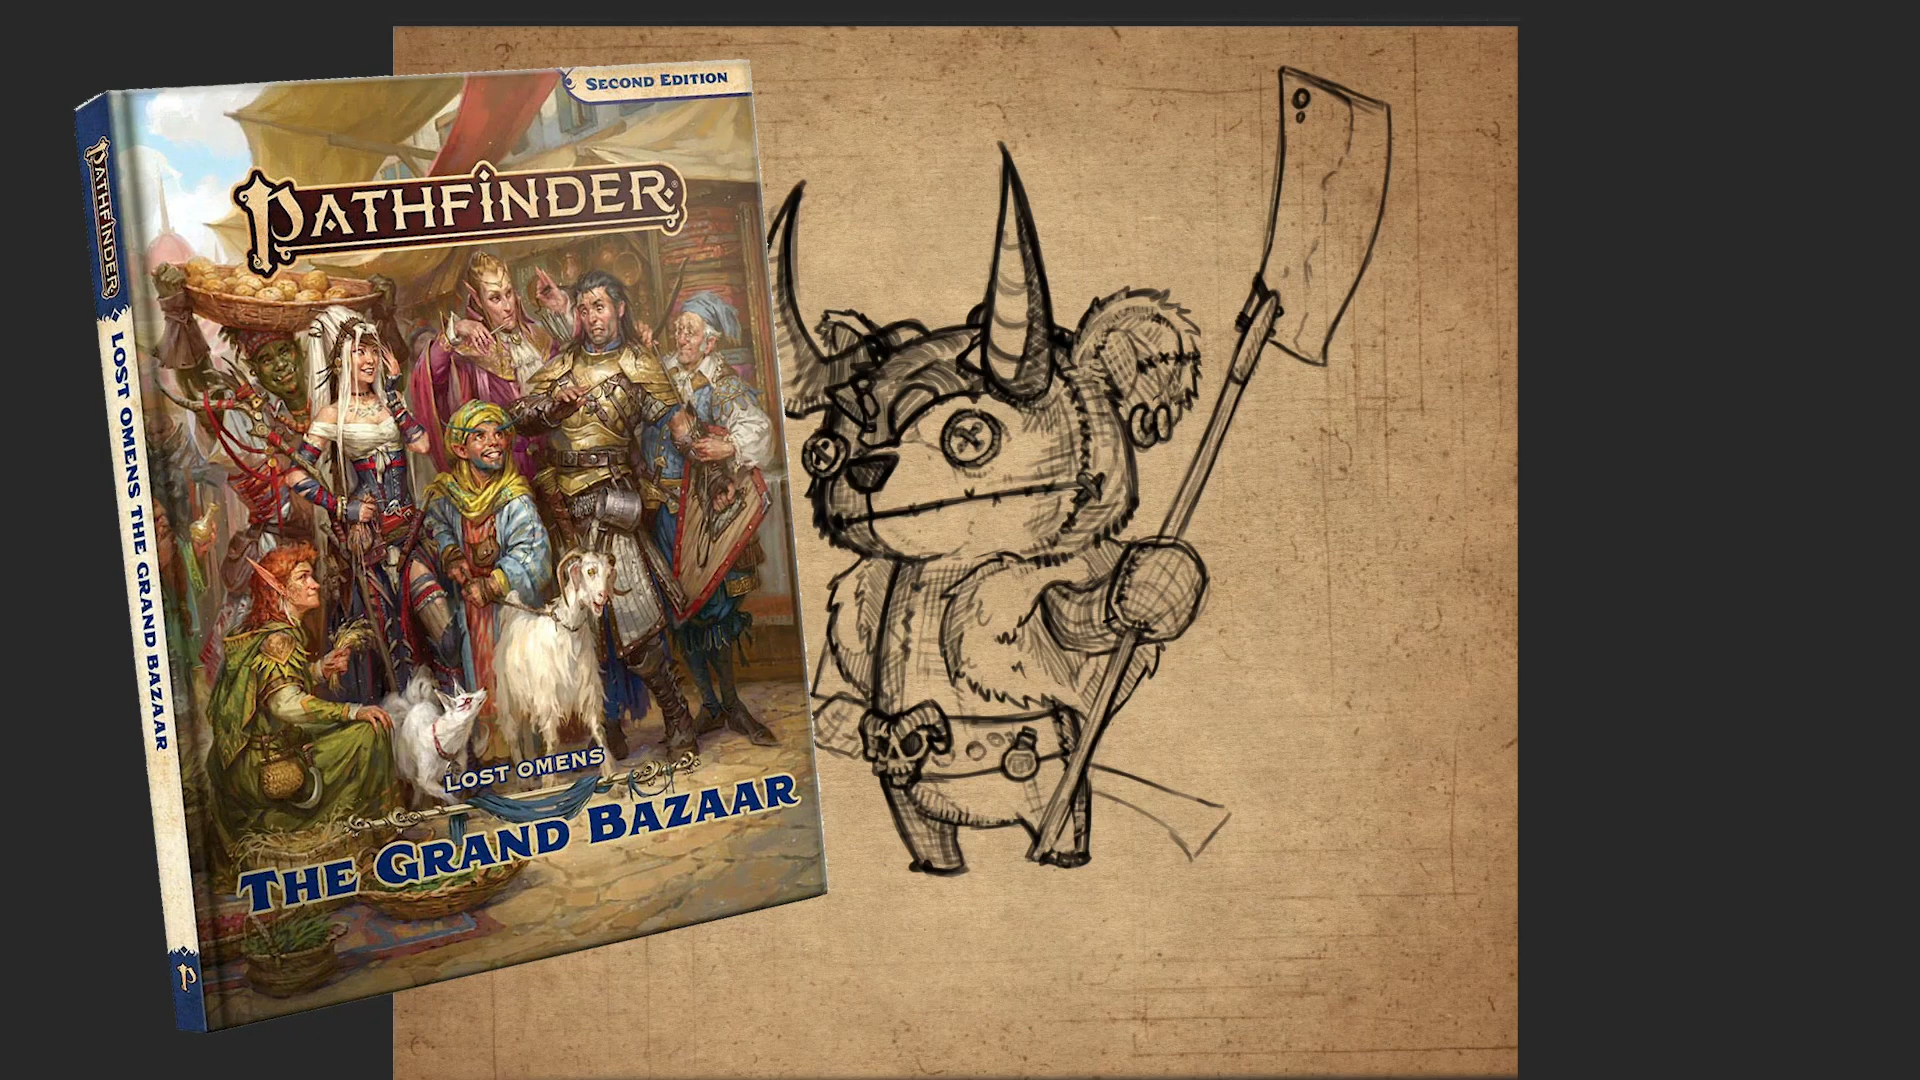 SECOND EDITION
PATHFINDER
PATHFINDER
LOST OMENS THE GRAND BAZAAR
LOST OMENS
THE GRAND BAZAAR
P